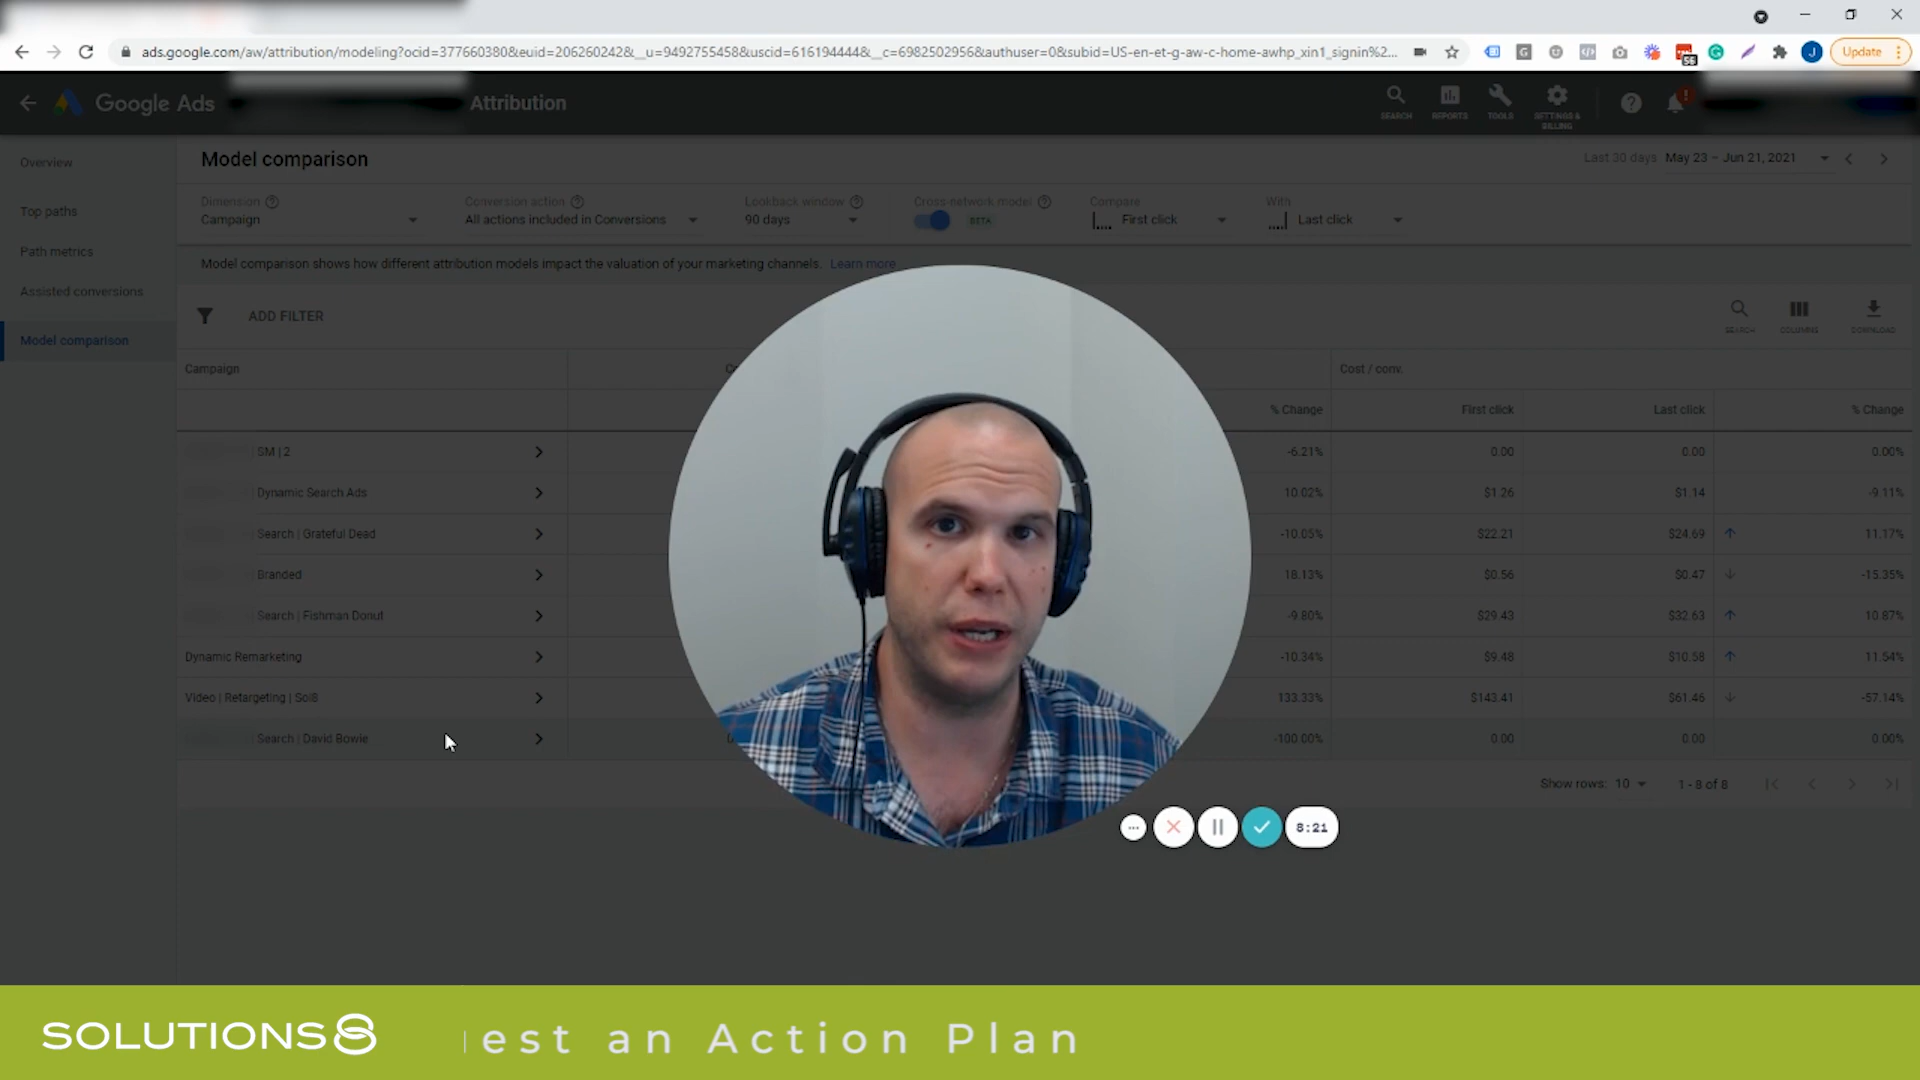 ads.google.com/aw/attribution/modeling?ocid=377660380&euid=206260242&__u=9492755458&uscid=616194444&__c=6982502956&authuser=0&subid=US-en-et-g-aw-c-home-awhp_xin1_signin%2...
56
J
Update
Google Ads
Attribution
SEARCH
REPORTS
TOOLS
SETTINGS & BILLING
Overview
Top paths
Path metrics
Assisted conversions
Model comparison
Model comparison
Last 30 days May 23 – Jun 21, 2021
Dimension
Campaign
Conversion action
All actions included in Conversions
Lookback window
90 days
Cross-network model
BETA
Compare
First click
With
Last click
Model comparison shows how different attribution models impact the valuation of your marketing channels. Learn more
ADD FILTER
SEARCH
COLUMNS
DOWNLOAD
Campaign Cost / conv.
% Change First click Last click % Change
| SM | 2 -6.21% 0.00 0.00 0.00%
| Dynamic Search Ads 10.02% $1.26 $1.14 -9.11%
Search | Grateful Dead -10.05% $22.21 $24.69 11.17%
| Branded 18.13% $0.56 $0.47 -15.35%
Search | Fishman Donut -9.80% $29.43 $32.63 10.87%
Dynamic Remarketing -10.34% $9.48 $10.58 11.54%
Video | Retargeting | Sol8 133.33% $143.41 $61.46 -57.14%
Search | David Bowie -100.00% 0.00 0.00 0.00%
Show rows: 10 1 - 8 of 8
8:21
SOLUTIONS8
est an Action Plan